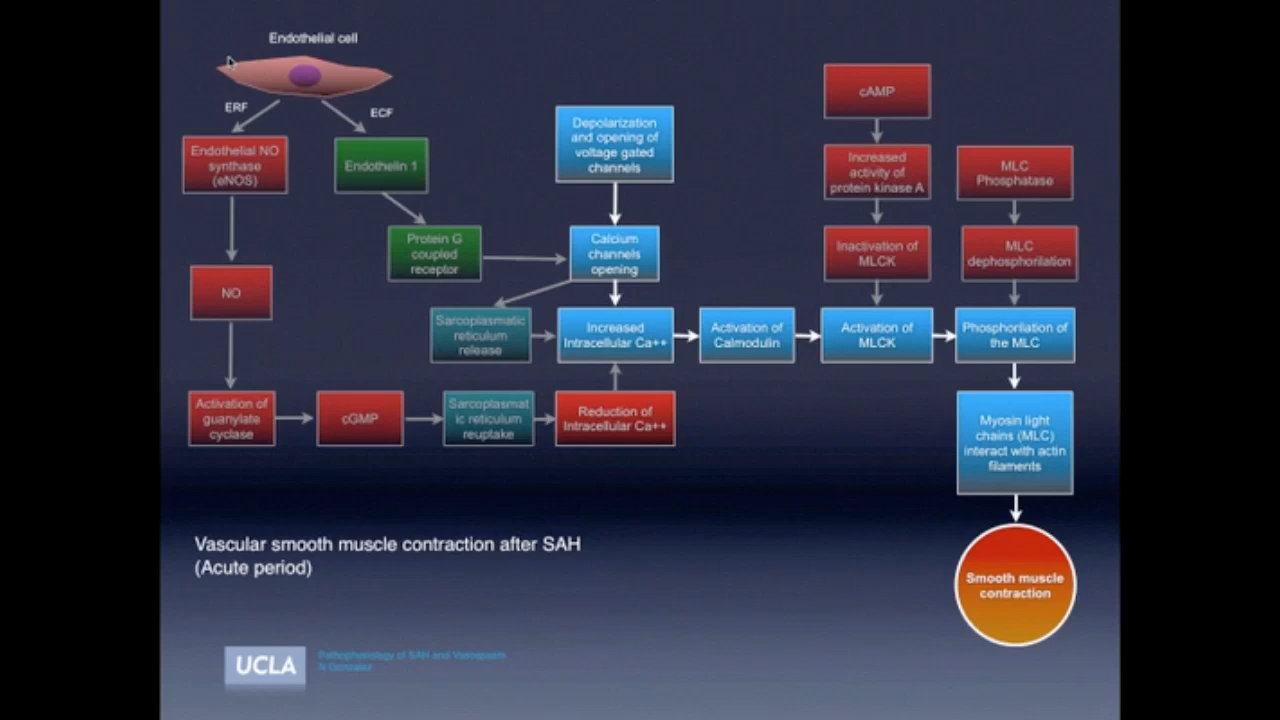 Endothelial cell
ERF
ECF
Endothelial NO
synthase
(eNOS)
Endothelin 1
Depolarization
and opening of
voltage gated
channels
cAMP
Increased
activity of
protein kinase A
MLC
Phosphatase
Protein G
coupled
receptor
Calcium
channels
opening
Inactivation of
MLCK
MLC
dephosphorilation
NO
Sarcoplasmatic
reticulum
release
Increased
Intracellular Ca++
Activation of
Calmodulin
Activation of
MLCK
Phosphorilation of
the MLC
Activation of
guanylate
cyclase
cGMP
Sarcoplasmat
ic reticulum
reuptake
Reduction of
Intracellular Ca++
Myosin light
chains (MLC)
interact with actin
filaments
Smooth muscle
contraction
Vascular smooth muscle contraction after SAH
(Acute period)
UCLA
Pathophysiology of SAH and Vasospasm
N Gonzalez